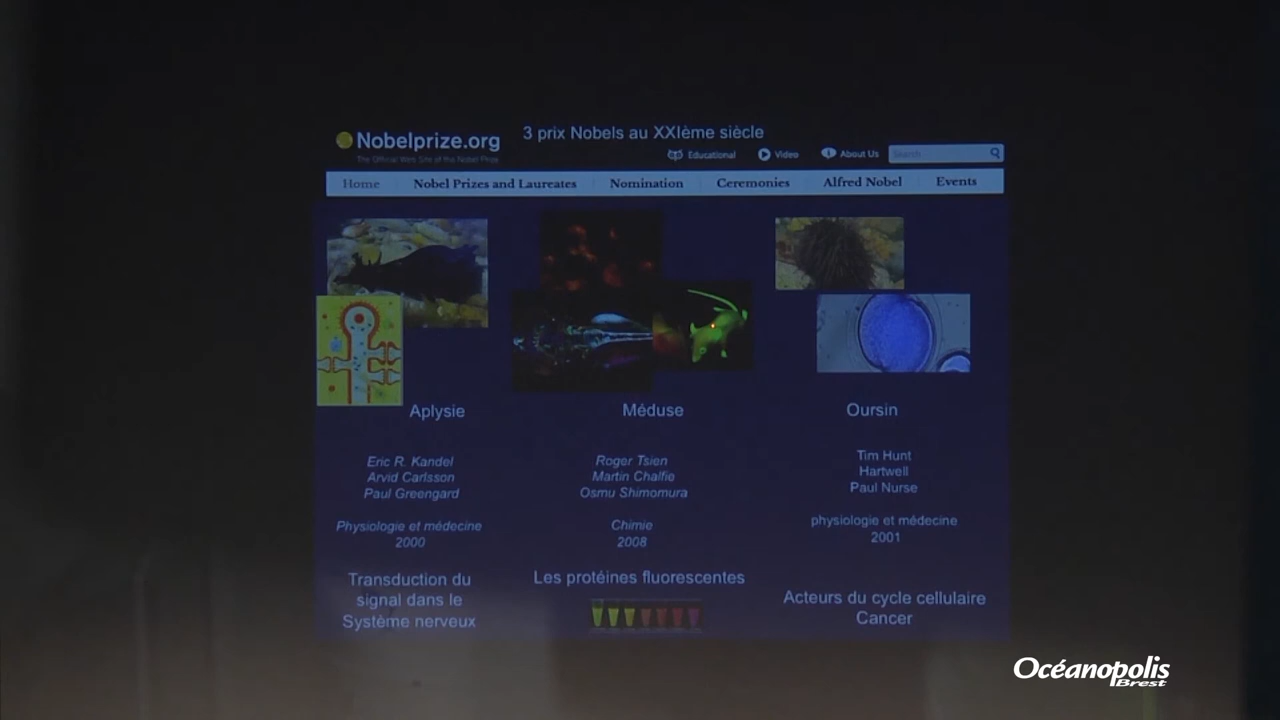 3 prix Nobels au XXIème siècle
Nobelprize.org
The Official Web Site of the Nobel Prize
Educational
Video
About Us
Search
Home
Nobel Prizes and Laureates
Nomination
Ceremonies
Alfred Nobel
Events
Aplysie
Eric R. Kandel
Arvid Carlsson
Paul Greengard
Physiologie et médecine
2000
Transduction du
signal dans le
Système nerveux
Méduse
Roger Tsien
Martin Chalfie
Osmu Shimomura
Chimie
2008
Les protéines fluorescentes
Oursin
Tim Hunt
Hartwell
Paul Nurse
physiologie et médecine
2001
Acteurs du cycle cellulaire
Cancer
Océanopolis
Brest